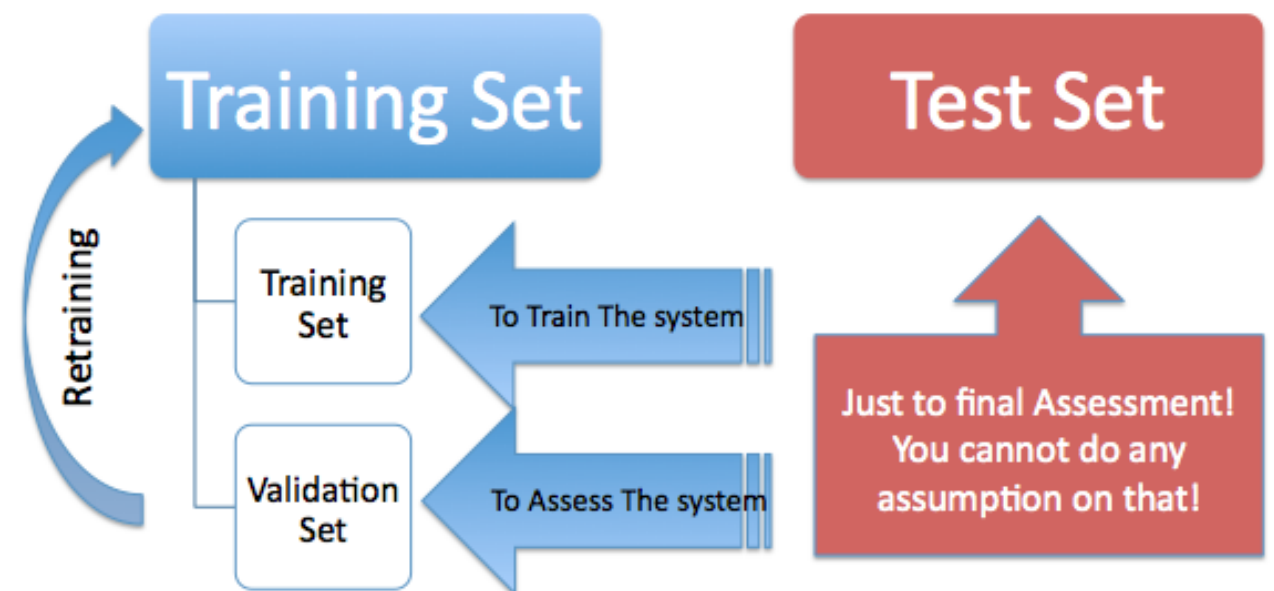 Training Set
Test Set
Retraining
Training
Set
To Train The system
Validation
Set
To Assess The system
Just to final Assessment!
You cannot do any
assumption on that!